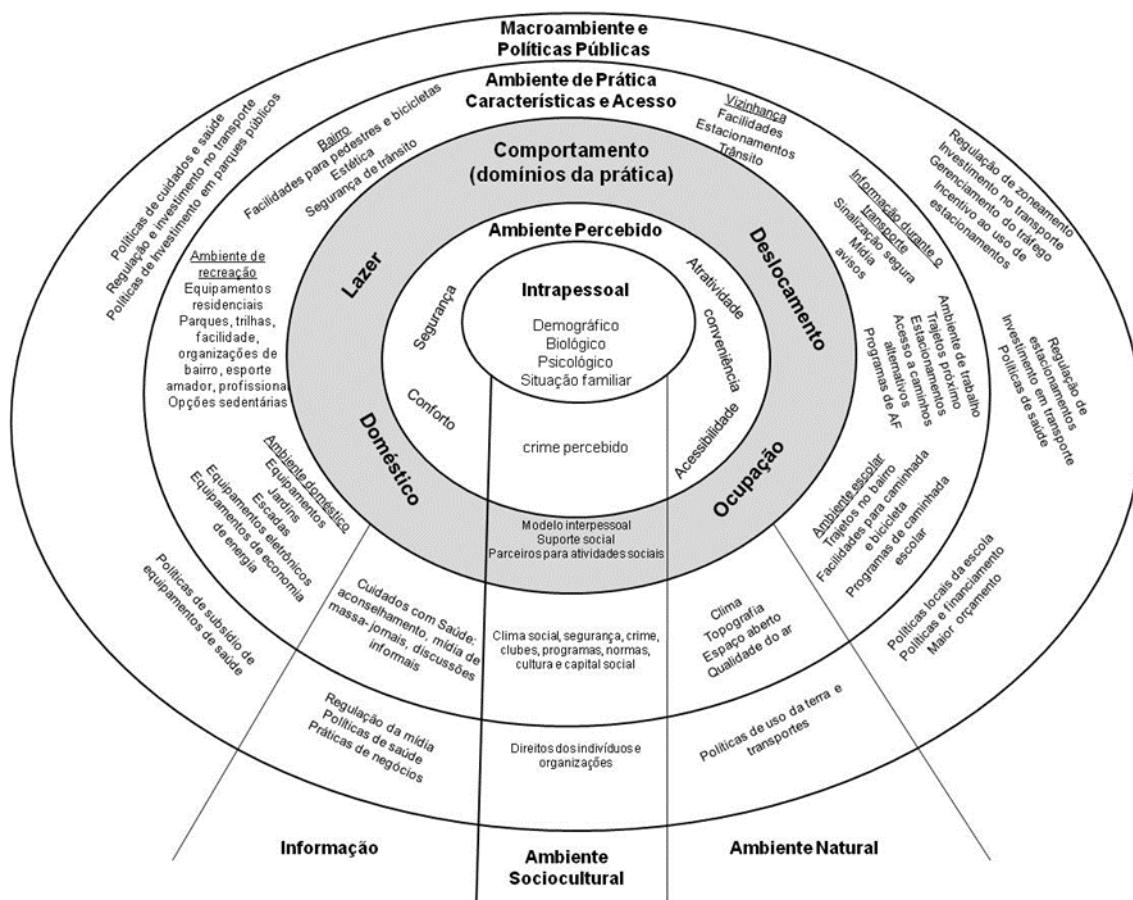 Macroambiente e
Políticas Públicas
Ambiente de Prática
Características e Acesso
Comportamento
(domínios da prática)
Ambiente Percebido
Intrapessoal
Demográfico
Biológico
Psicológico
Situação familiar
Segurança
Conforto
Atratividade
conveniência
Acessibilidade
crime percebido
Lazer
Deslocamento
Doméstico
Ocupação
Modelo interpessoal
Suporte social
Parceiros para atividades sociais
Políticas de cuidados e saúde
Regulação e investimento no transporte
Políticas de Investimento em parques públicos
Bairro
Facilidades para pedestres e bicicletas
Estética
Segurança de trânsito
Vizinhança
Facilidades
Estacionamentos
Trânsito
Informação durante o
transporte
Sinalização segura
Mídia
avisos
Regulação de zoneamento
Investimento no transporte
Gerenciamento do tráfego
Incentivo ao uso de
estacionamentos
Ambiente de
recreação
Equipamentos
residenciais
Parques, trilhas,
facilidade,
organizações de
bairro, esporte
amador, profissional
Opções sedentárias
Ambiente de trabalho
Trajetos próximo
Estacionamentos
Acesso a caminhos
alternativos
Programas de AF
Regulação de
estacionamentos
Investimento em transporte
Políticas de saúde
Ambiente doméstico
Equipamentos
Jardins
Escadas
Equipamentos eletrônicos
Equipamentos de economia
de energia
Ambiente escolar
Trajetos no bairro
Facilidades para caminhada
e bicicleta
Programas de caminhada
escolar
Políticas de subsídio de
equipamentos de saúde
Políticas locais da escola
Políticas e financiamento
Maior orçamento
Cuidados com Saúde:
aconselhamento, mídia de
massa- jornais, discussões
informais
Clima social, segurança, crime,
clubes, programas, normas,
cultura e capital social
Clima
Topografia
Espaço aberto
Qualidade do ar
Regulação da mídia
Políticas de saúde
Práticas de negócios
Direitos dos indivíduos e
organizações
Políticas de uso da terra e
transportes
Informação
Ambiente
Sociocultural
Ambiente Natural